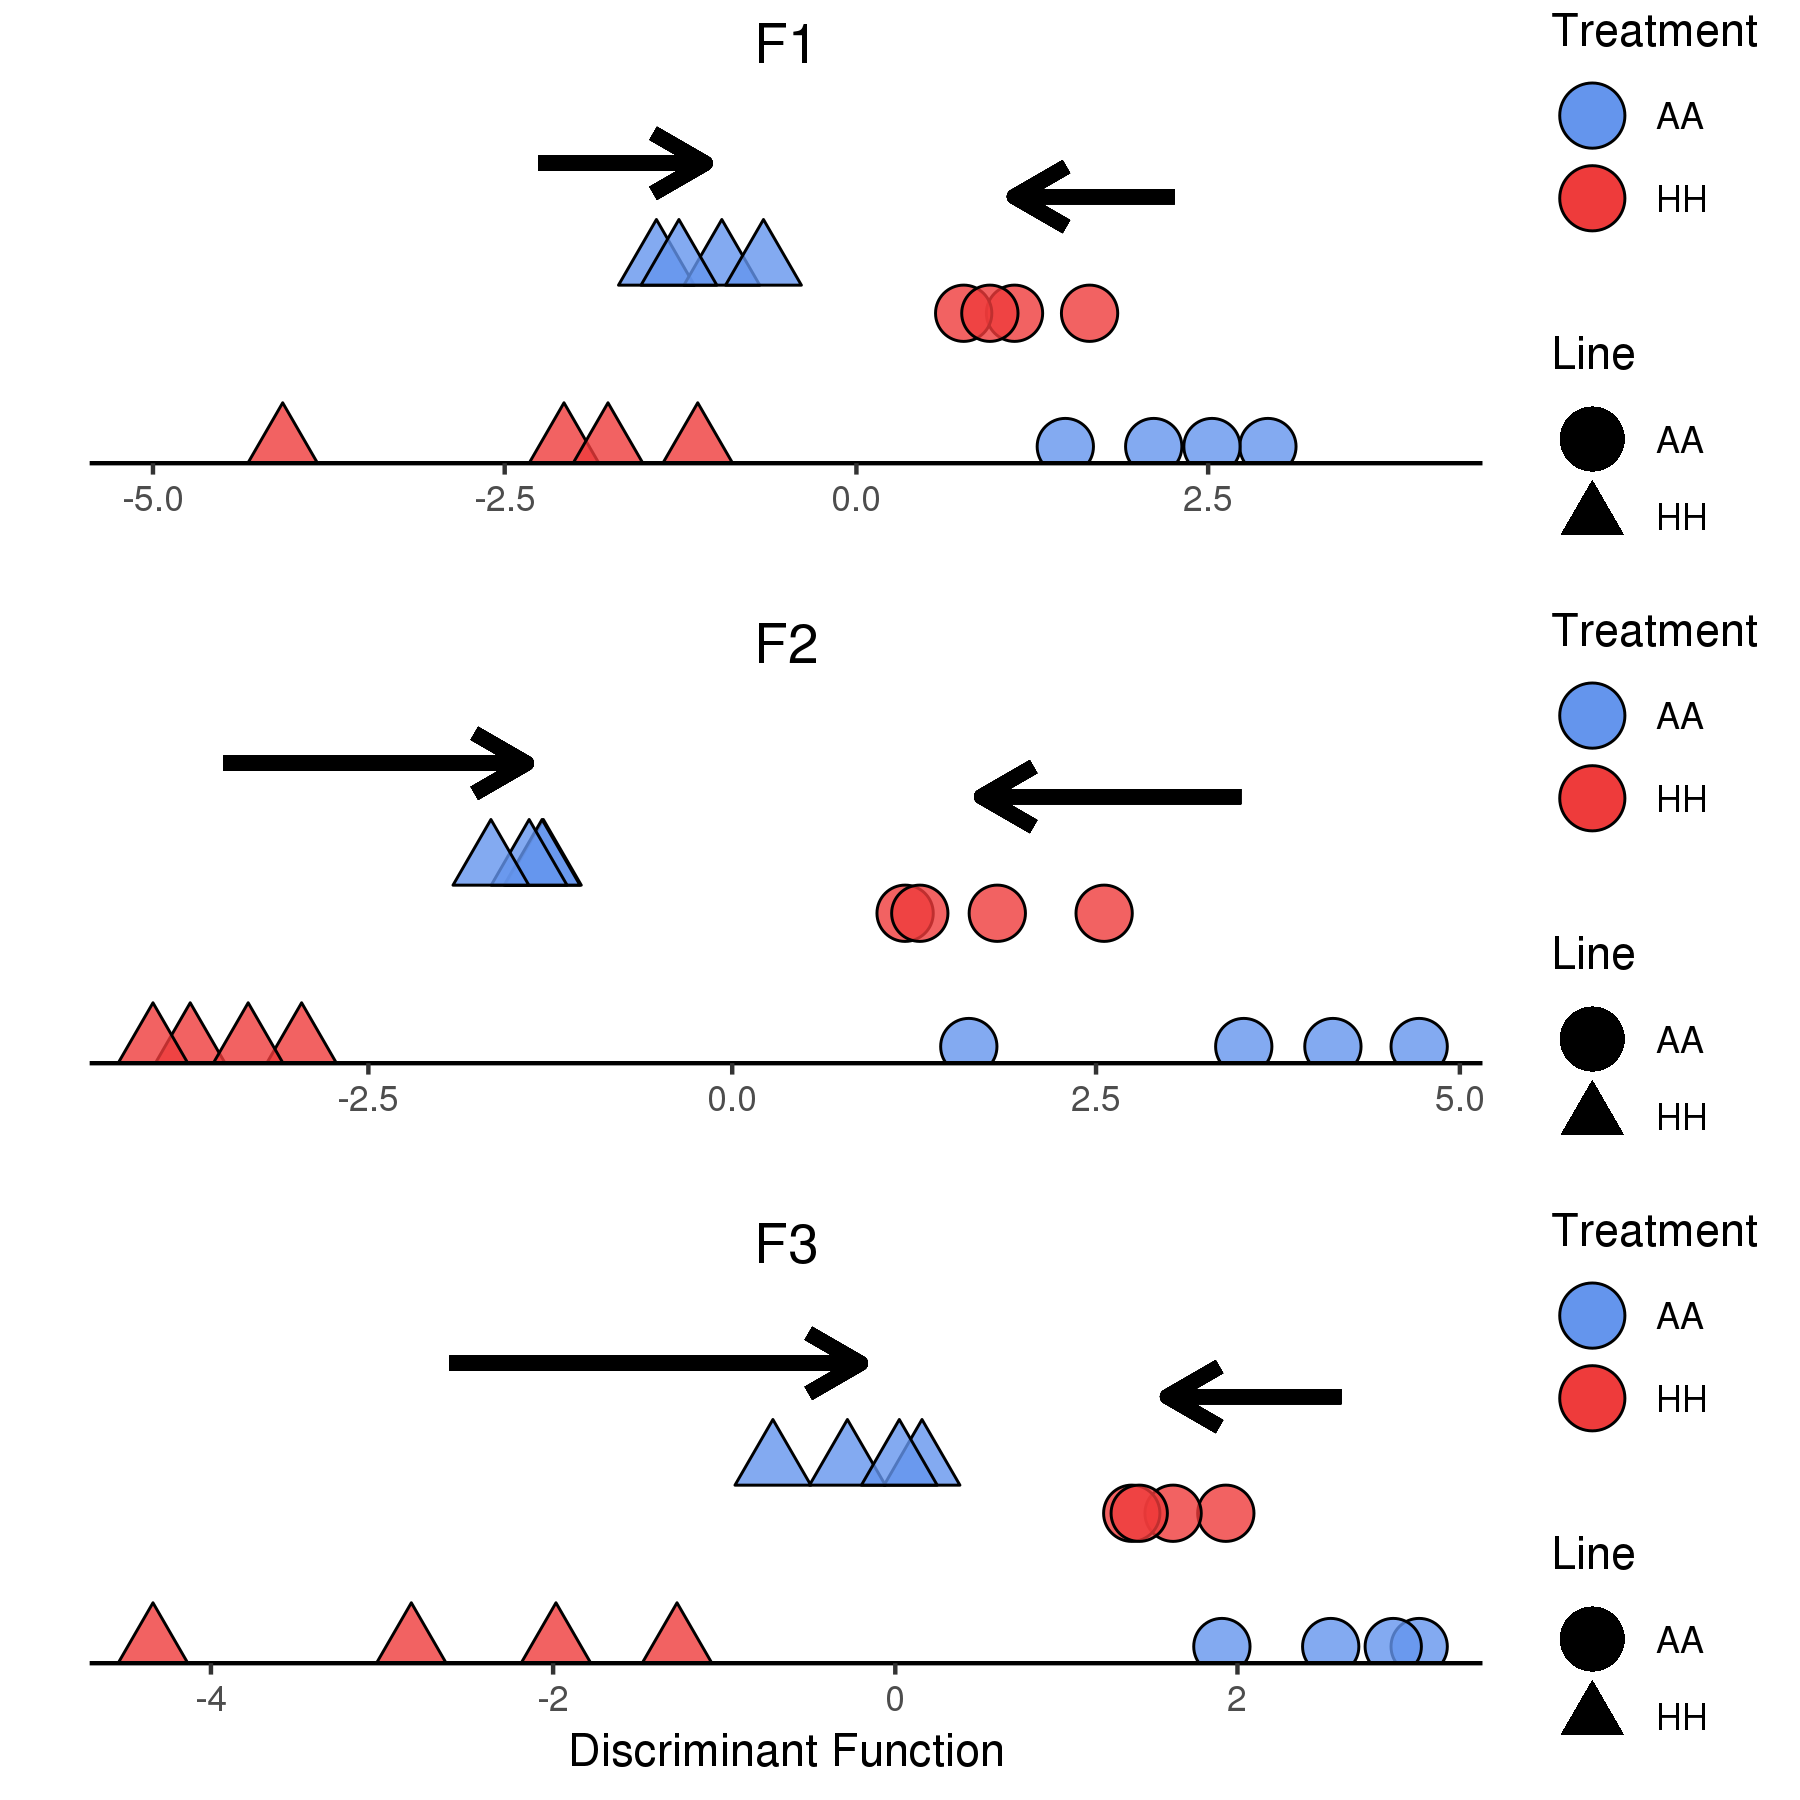 F1
Treatment
AA
HH
Line
AA
HH
-5.0 -2.5 0.0 2.5
F2
Treatment
AA
HH
Line
AA
HH
-2.5 0.0 2.5 5.0
F3
Treatment
AA
HH
Line
AA
HH
-4 -2 0 2
Discriminant Function